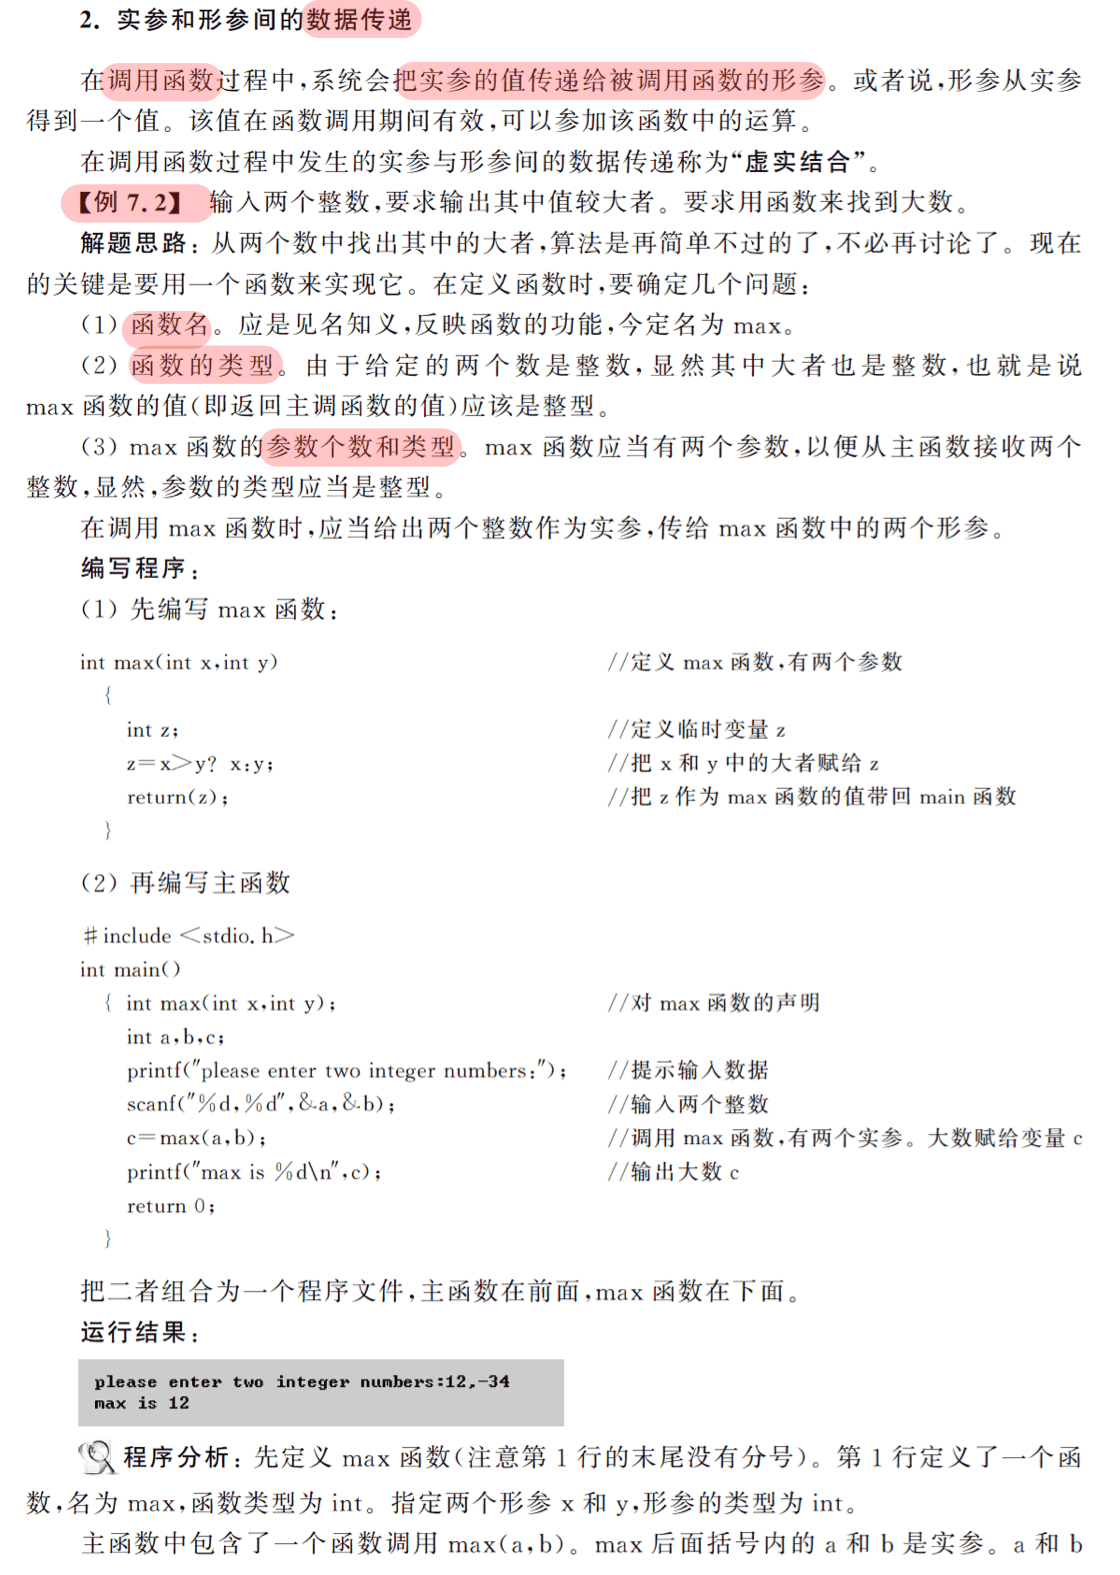 2. 实参和形参间的数据传递
在调用函数过程中,系统会把实参的值传递给被调用函数的形参。或者说,形参从实参
得到一个值。该值在函数调用期间有效,可以参加该函数中的运算。
在调用函数过程中发生的实参与形参间的数据传递称为“虚实结合”。
【例 7.2】 输入两个整数,要求输出其中值较大者。要求用函数来找到大数。
解题思路:从两个数中找出其中的大者,算法是再简单不过的了,不必再讨论了。现在
的关键是要用一个函数来实现它。在定义函数时,要确定几个问题:
(1) 函数名。应是见名知义,反映函数的功能,今定名为 max。
(2) 函数的类型。由于给定的两个数是整数,显然其中大者也是整数,也就是说
max 函数的值(即返回主调函数的值)应该是整型。
(3) max 函数的参数个数和类型。max 函数应当有两个参数,以便从主函数接收两个
整数,显然,参数的类型应当是整型。
在调用 max 函数时,应当给出两个整数作为实参,传给 max 函数中的两个形参。
编写程序:
(1) 先编写 max 函数:
int max(int x,int y) //定义 max 函数,有两个参数
{
int z; //定义临时变量 z
z=x>y? x:y; //把 x 和 y 中的大者赋给 z
return(z); //把 z 作为 max 函数的值带回 main 函数
}
(2) 再编写主函数
#include <stdio.h>
int main()
{ int max(int x,int y); //对 max 函数的声明
int a,b,c;
printf("please enter two integer numbers:"); //提示输入数据
scanf("%d,%d",&a,&b); //输入两个整数
c=max(a,b); //调用 max 函数,有两个实参。大数赋给变量 c
printf("max is %d\n",c); //输出大数 c
return 0;
}
把二者组合为一个程序文件,主函数在前面,max 函数在下面。
运行结果:
please enter two integer numbers:12,-34
max is 12
程序分析:先定义 max 函数(注意第 1 行的末尾没有分号)。第 1 行定义了一个函
数,名为 max,函数类型为 int。指定两个形参 x 和 y,形参的类型为 int。
主函数中包含了一个函数调用 max(a,b)。max 后面括号内的 a 和 b 是实参。a 和 b